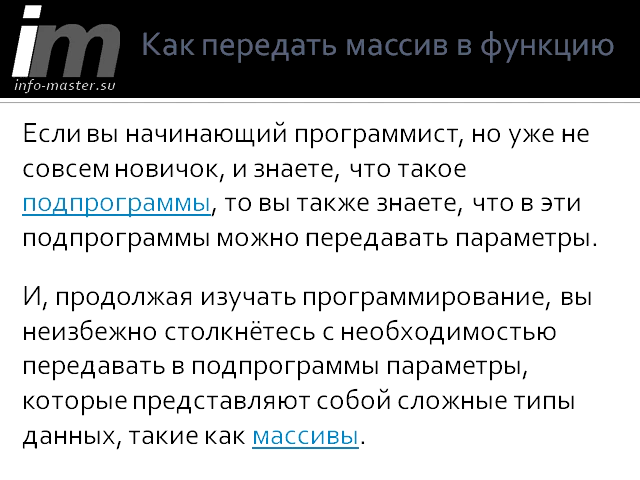 im
info-master.su
Как передать массив в функцию
Если вы начинающий программист, но уже не
совсем новичок, и знаете, что такое
подпрограммы, то вы также знаете, что в эти
подпрограммы можно передавать параметры.
И, продолжая изучать программирование, вы
неизбежно столкнётесь с необходимостью
передавать в подпрограммы параметры,
которые представляют собой сложные типы
данных, такие как массивы.